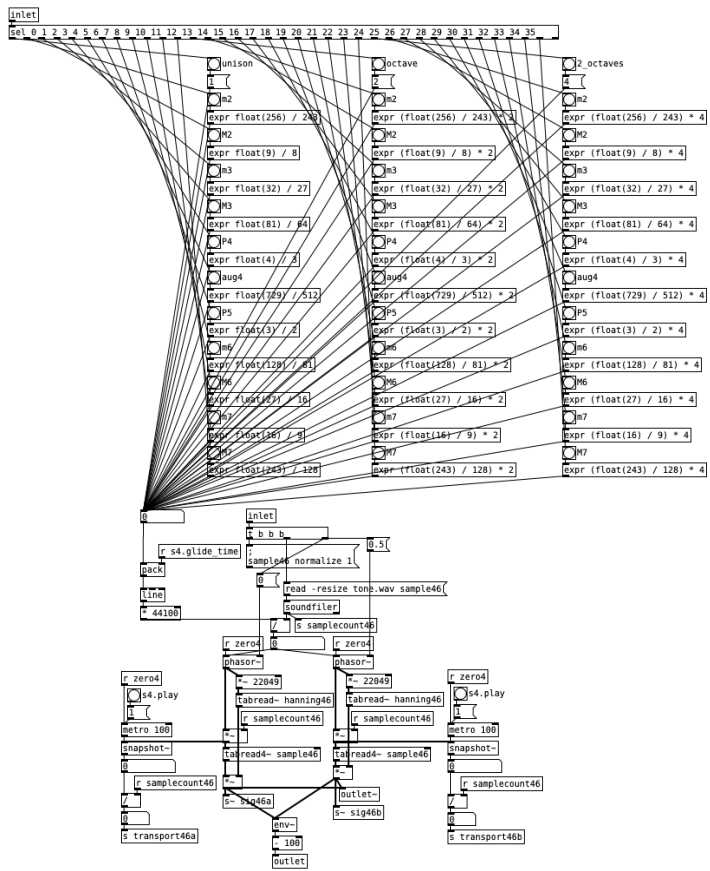 inlet
sel 0 1 2 3 4 5 6 7 8 9 10 11 12 13 14 15 16 17 18 19 20 21 22 23 24 25 26 27 28 29 30 31 32 33 34 35
unison octave 2_octaves
1 2 4
m2 m2 m2
expr float(256) / 243 expr (float(256) / 243) * 2 expr (float(256) / 243) * 4
M2 M2 M2
expr float(9) / 8 expr (float(9) / 8) * 2 expr (float(9) / 8) * 4
m3 m3 m3
expr float(32) / 27 expr (float(32) / 27) * 2 expr (float(32) / 27) * 4
M3 M3 M3
expr float(81) / 64 expr (float(81) / 64) * 2 expr (float(81) / 64) * 4
P4 P4 P4
expr float(4) / 3 expr (float(4) / 3) * 2 expr (float(4) / 3) * 4
aug4 aug4 aug4
expr float(729) / 512 expr (float(729) / 512) * 2 expr (float(729) / 512) * 4
P5 P5 P5
expr float(3) / 2 expr (float(3) / 2) * 2 expr (float(3) / 2) * 4
m6 m6 m6
expr float(128) / 81 expr (float(128) / 81) * 2 expr (float(128) / 81) * 4
M6 M6 M6
expr float(27) / 16 expr (float(27) / 16) * 2 expr (float(27) / 16) * 4
m7 m7 m7
expr float(16) / 9 expr (float(16) / 9) * 2 expr (float(16) / 9) * 4
M7 M7 M7
expr float(243) / 128 expr (float(243) / 128) * 2 expr (float(243) / 128) * 4
0 inlet
t b b b
0.5
r s4.glide_time ;
sample46 normalize 1
pack 0
read -resize tone.wav sample46
line
soundfiler
* 44100
/ s samplecount46
r zero4 0 r zero4
phasor~ phasor~
r zero4 *~ 22049 *~ 22049 r zero4
s4.play tabread~ hanning46 tabread~ hanning46 s4.play
1 r samplecount46 r samplecount46 1
metro 100 *~ *~ metro 100
snapshot~ tabread4~ sample46 tabread4~ sample46 snapshot~
0 0
r samplecount46 *~ *~ r samplecount46
/ s~ sig46a outlet~ /
0 s~ sig46b 0
s transport46a env~ s transport46b
- 100
outlet